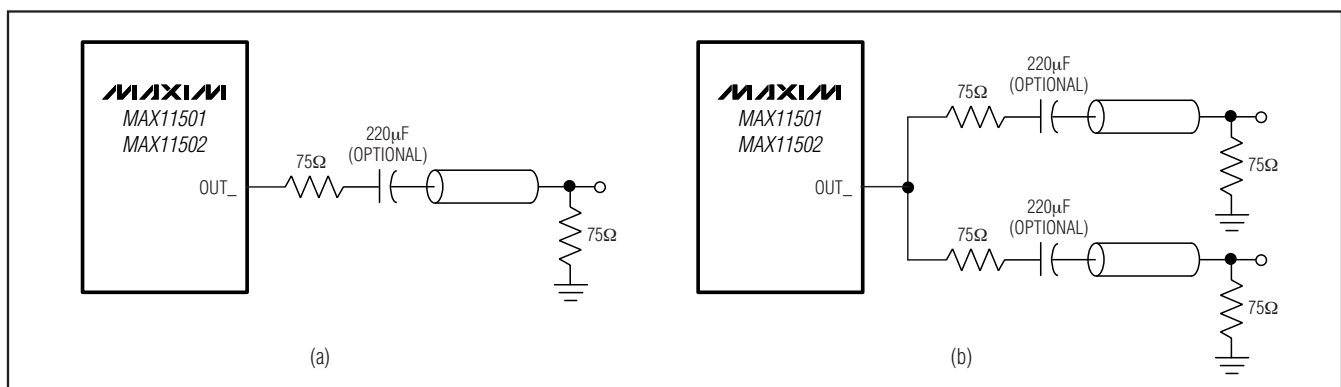 MAXIM
MAX11501
MAX11502
OUT_
75Ω
220µF
(OPTIONAL)
75Ω
(a)
MAXIM
MAX11501
MAX11502
OUT_
75Ω
220µF
(OPTIONAL)
75Ω
75Ω
220µF
(OPTIONAL)
75Ω
(b)